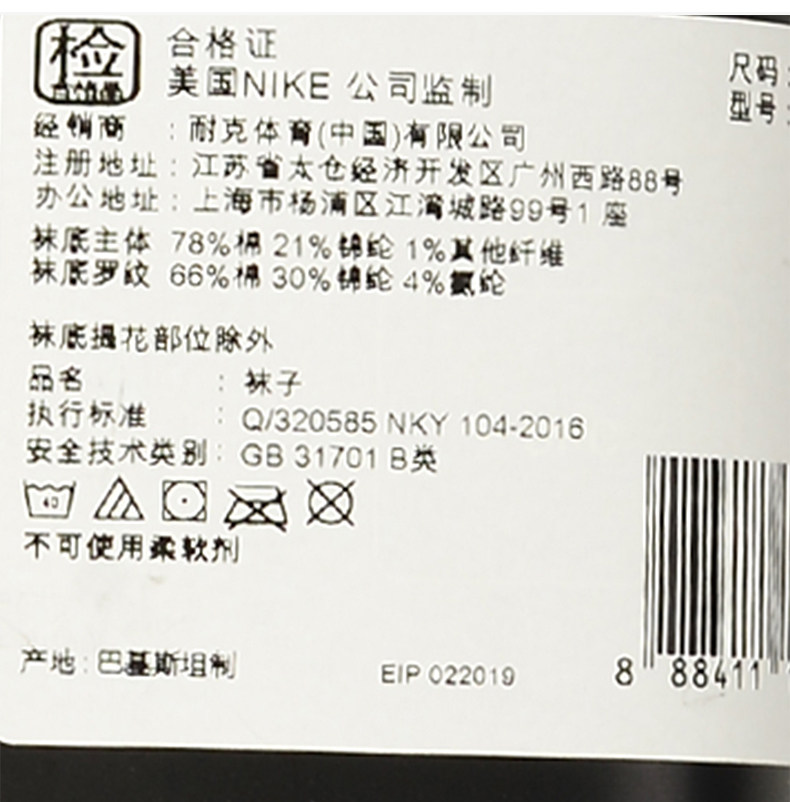 检
合格证
美国NIKE 公司监制
尺码:
型号:
经销商 : 耐克体育(中国)有限公司
注册地址 : 江苏省太仓经济开发区广州西路88号
办公地址 : 上海市杨浦区江湾城路99号1座
袜底主体 78%棉 21%锦纶 1%其他纤维
袜底罗纹 66%棉 30%锦纶 4%氨纶
袜底提花部位除外
品名 : 袜子
执行标准 : Q/320585 NKY 104-2016
安全技术类别: GB 31701 B类
40
不可使用柔软剂
产地: 巴基斯坦制
EIP 022019
8 88411